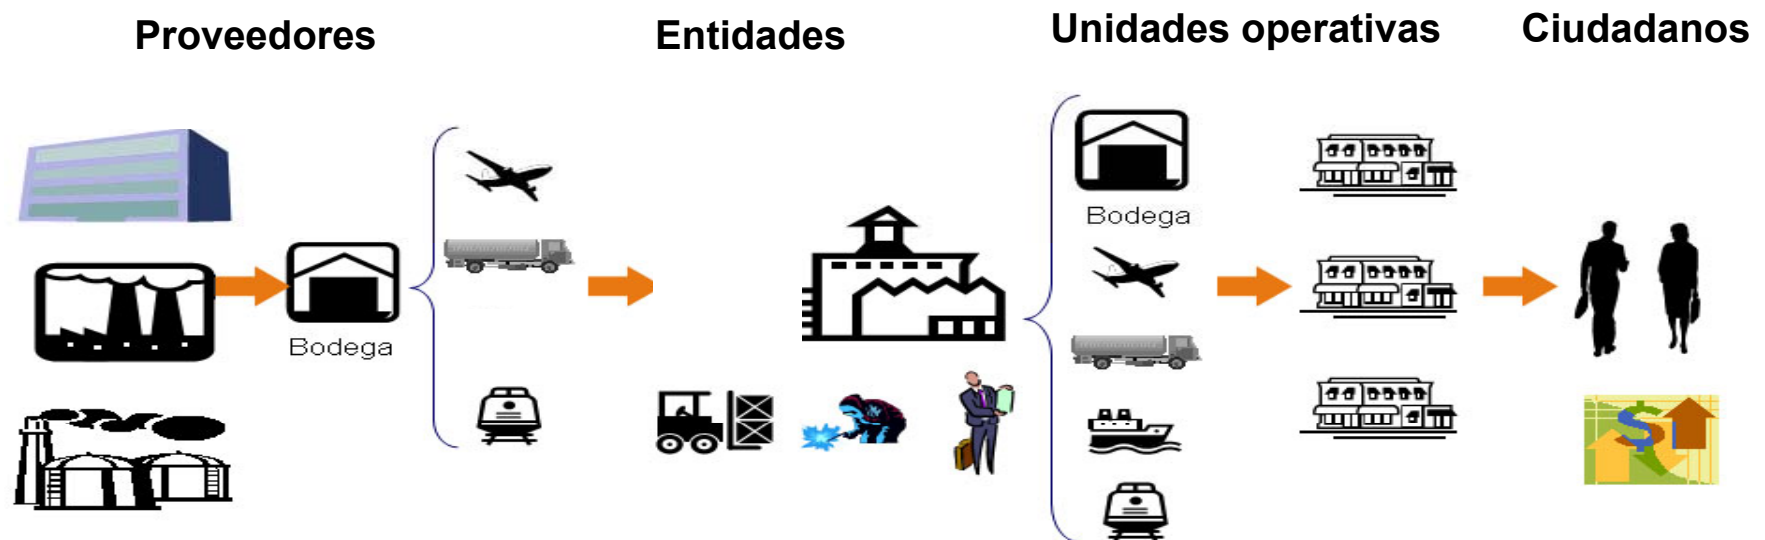 Proveedores
Entidades
Unidades operativas
Ciudadanos
Bodega
Bodega